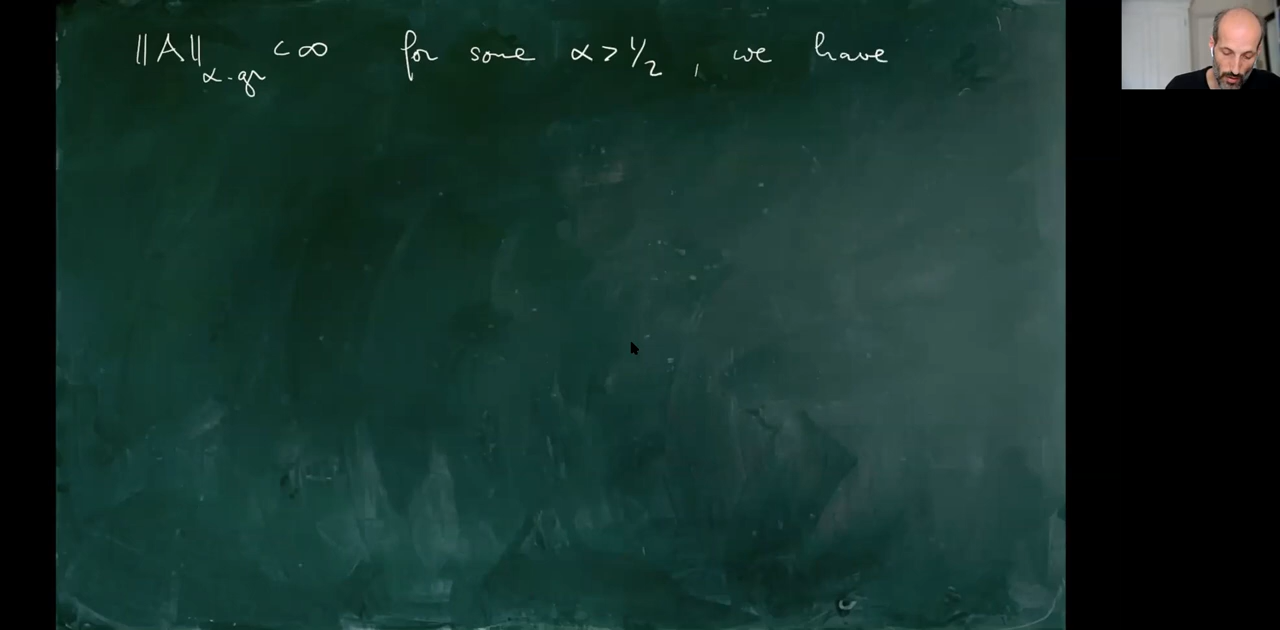 ‖A‖_{α-gr} < ∞ for some α > 1/2, we have